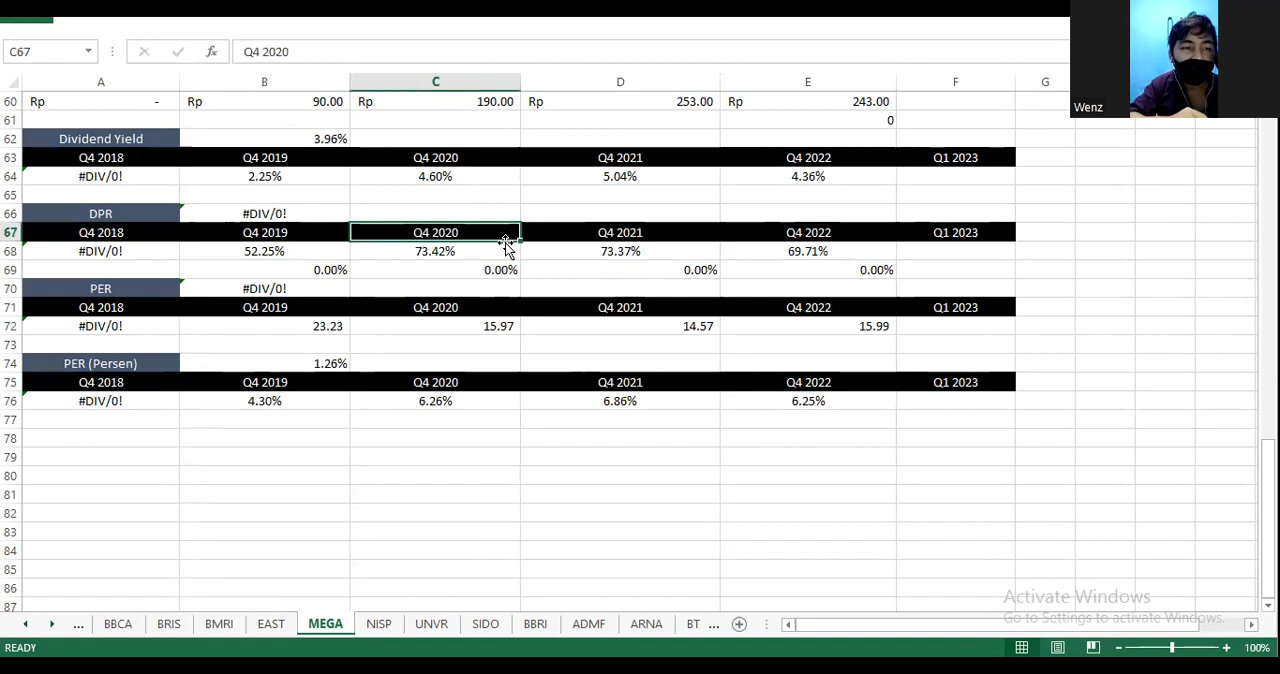 C67 fx Q4 2020
A B C D E F G
60 Rp - Rp 90.00 Rp 190.00 Rp 253.00 Rp 243.00
61 0
62 Dividend Yield 3.96%
63 Q4 2018 Q4 2019 Q4 2020 Q4 2021 Q4 2022 Q1 2023
64 #DIV/0! 2.25% 4.60% 5.04% 4.36%
65
66 DPR #DIV/0!
67 Q4 2018 Q4 2019 Q4 2020 Q4 2021 Q4 2022 Q1 2023
68 #DIV/0! 52.25% 73.42% 73.37% 69.71%
69 0.00% 0.00% 0.00% 0.00%
70 PER #DIV/0!
71 Q4 2018 Q4 2019 Q4 2020 Q4 2021 Q4 2022 Q1 2023
72 #DIV/0! 23.23 15.97 14.57 15.99
73
74 PER (Persen) 1.26%
75 Q4 2018 Q4 2019 Q4 2020 Q4 2021 Q4 2022 Q1 2023
76 #DIV/0! 4.30% 6.26% 6.86% 6.25%
77
78
79
80
81
82
83
84
85
86
87
Wenz
Activate Windows
Go to Settings to activate Windows.
... BBCA BRIS BMRI EAST MEGA NISP UNVR SIDO BBRI ADMF ARNA BT ...
READY 100%